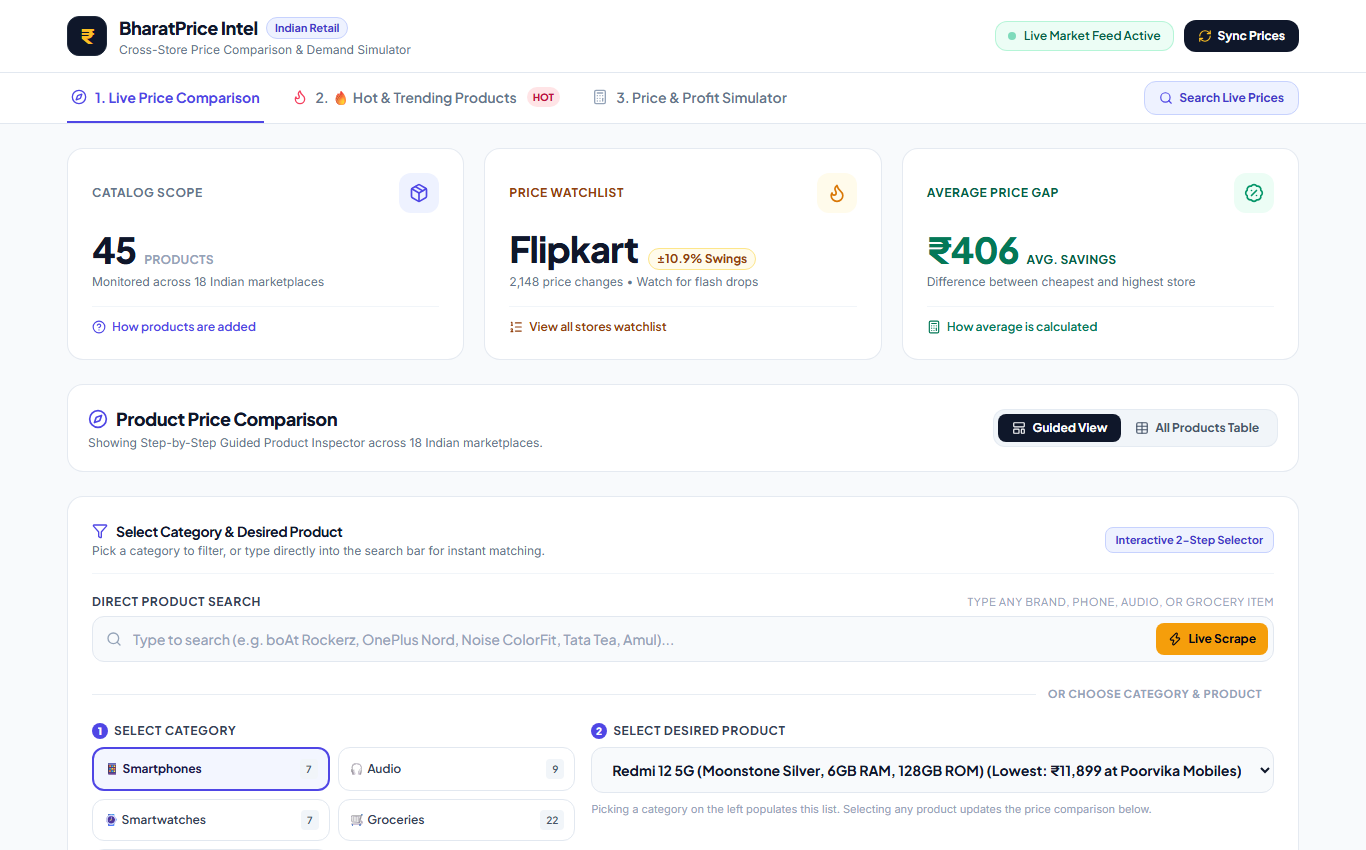 ₹
BharatPrice Intel
Indian Retail
Cross-Store Price Comparison & Demand Simulator
Live Market Feed Active
Sync Prices
1. Live Price Comparison
2. 🔥 Hot & Trending Products
HOT
3. Price & Profit Simulator
Search Live Prices
CATALOG SCOPE
45 PRODUCTS
Monitored across 18 Indian marketplaces
How products are added
PRICE WATCHLIST
Flipkart ±10.9% Swings
2,148 price changes • Watch for flash drops
View all stores watchlist
AVERAGE PRICE GAP
₹406 AVG. SAVINGS
Difference between cheapest and highest store
How average is calculated
Product Price Comparison
Showing Step-by-Step Guided Product Inspector across 18 Indian marketplaces.
Guided View
All Products Table
Select Category & Desired Product
Pick a category to filter, or type directly into the search bar for instant matching.
Interactive 2-Step Selector
DIRECT PRODUCT SEARCH
TYPE ANY BRAND, PHONE, AUDIO, OR GROCERY ITEM
Type to search (e.g. boAt Rockerz, OnePlus Nord, Noise ColorFit, Tata Tea, Amul)...
Live Scrape
OR CHOOSE CATEGORY & PRODUCT
1 SELECT CATEGORY
Smartphones 7
Audio 9
Smartwatches 7
Groceries 22
2 SELECT DESIRED PRODUCT
Redmi 12 5G (Moonstone Silver, 6GB RAM, 128GB ROM) (Lowest: ₹11,899 at Poorvika Mobiles)
Picking a category on the left populates this list. Selecting any product updates the price comparison below.